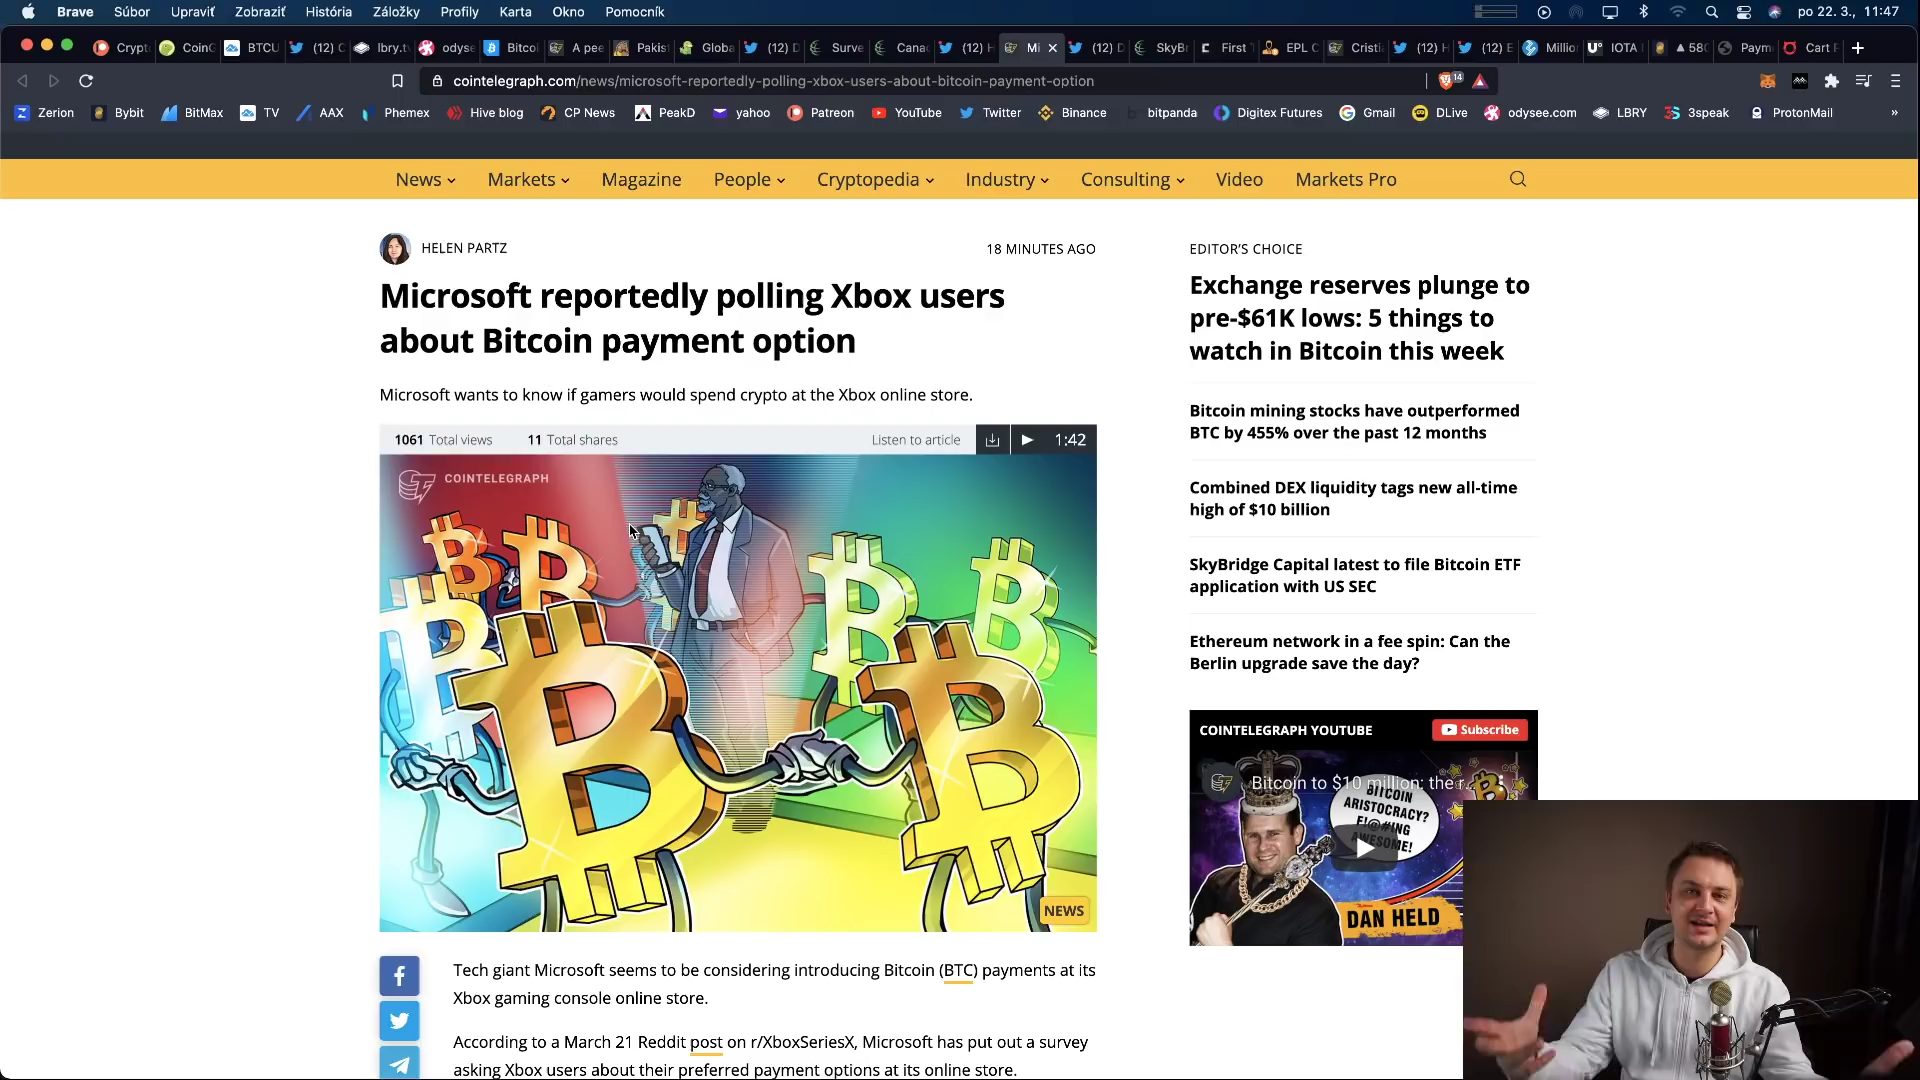 Brave Súbor Upraviť Zobraziť História Záložky Profily Karta Okno Pomocník po 22. 3., 11:47
Crypt CoinG BTCU (12) C lbry.tv odyse Bitcoi A pee Pakis Globa (12) D Surve Cana (12) H Mi (12) D SkyBr First T EPL C Cristi (12) H (12) E Millio IOTA 58( Paym Cart
cointelegraph.com/news/microsoft-reportedly-polling-xbox-users-about-bitcoin-payment-option 14
Zerion Bybit BitMax TV AAX Phemex Hive blog CP News PeakD yahoo Patreon YouTube Twitter Binance bitpanda Digitex Futures Gmail DLive odysee.com LBRY 3speak ProtonMail »
News Markets Magazine People Cryptopedia Industry Consulting Video Markets Pro
HELEN PARTZ 18 MINUTES AGO
Microsoft reportedly polling Xbox users
about Bitcoin payment option
Microsoft wants to know if gamers would spend crypto at the Xbox online store.
1061 Total views 11 Total shares Listen to article 1:42
COINTELEGRAPH
NEWS
Tech giant Microsoft seems to be considering introducing Bitcoin (BTC) payments at its
Xbox gaming console online store.
According to a March 21 Reddit post on r/XboxSeriesX, Microsoft has put out a survey
asking Xbox users about their preferred payment options at its online store.
EDITOR'S CHOICE
Exchange reserves plunge to
pre-$61K lows: 5 things to
watch in Bitcoin this week
Bitcoin mining stocks have outperformed
BTC by 455% over the past 12 months
Combined DEX liquidity tags new all-time
high of $10 billion
SkyBridge Capital latest to file Bitcoin ETF
application with US SEC
Ethereum network in a fee spin: Can the
Berlin upgrade save the day?
COINTELEGRAPH YOUTUBE Subscribe
Bitcoin to $10 million: the r...
BITCOIN
ARISTOCRACY?
F!@#ING
AWESOME!
DAN HELD